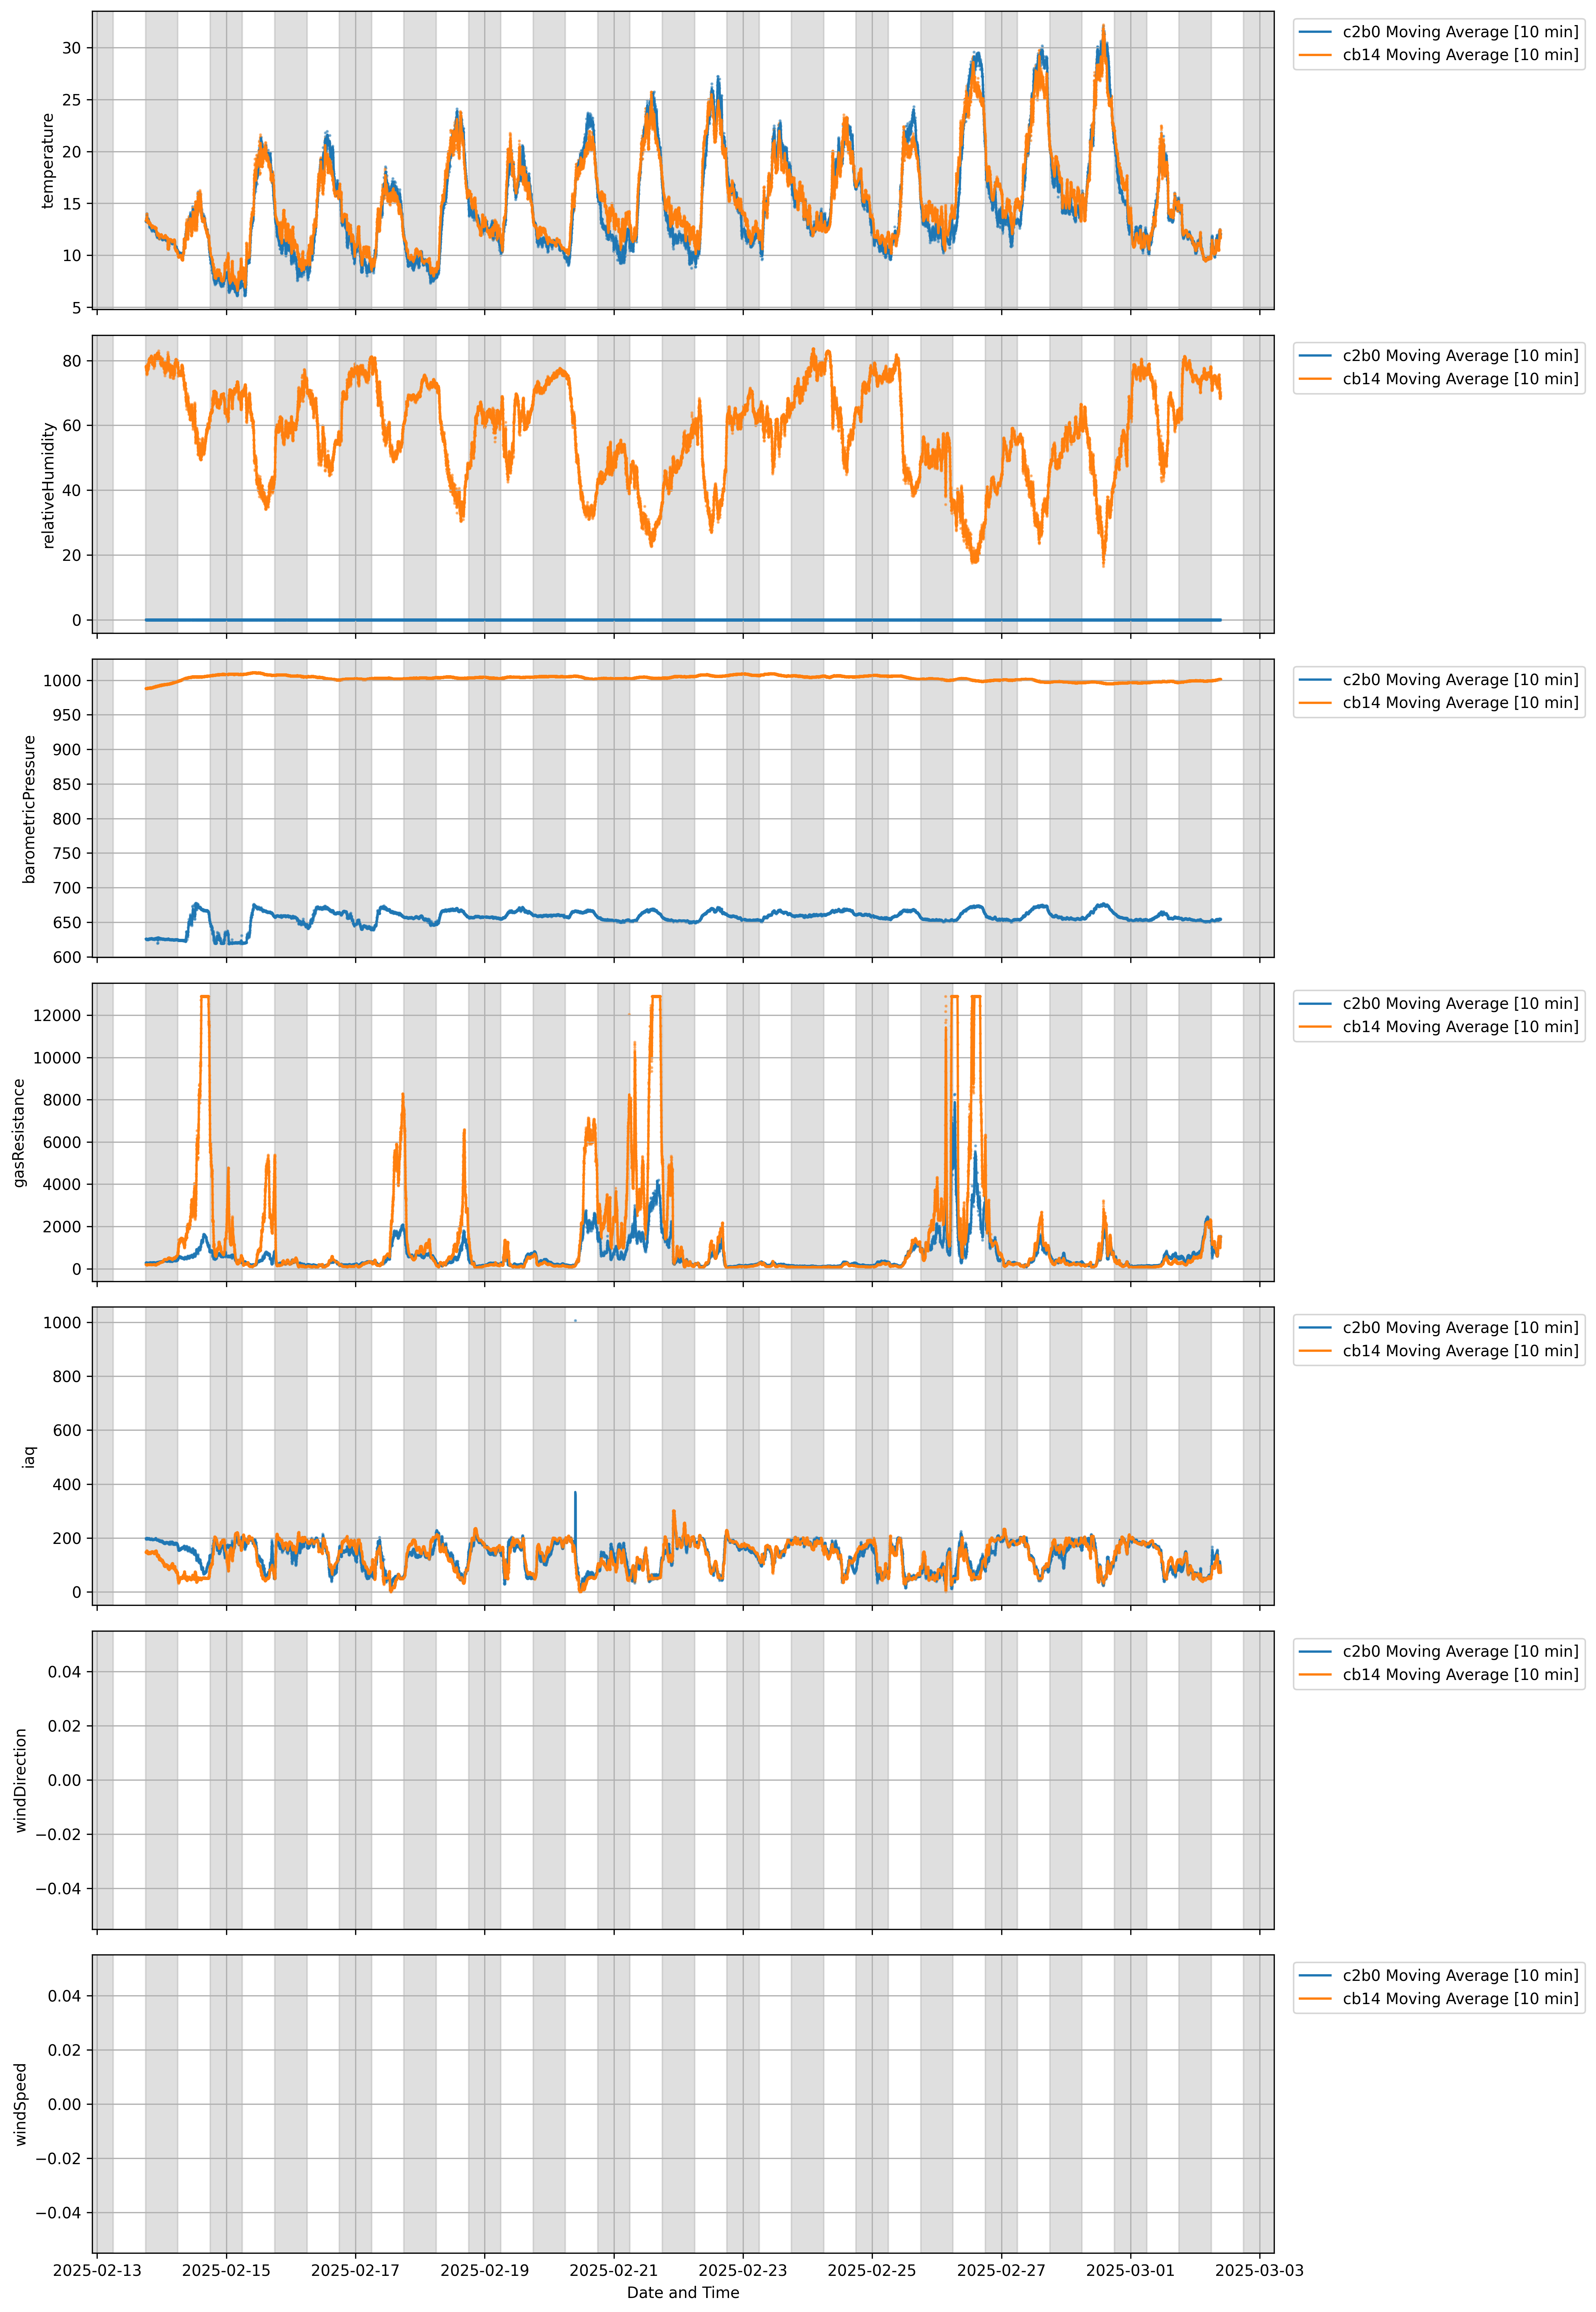 30
25
20
15
10
5
temperature
c2b0 Moving Average [10 min]
cb14 Moving Average [10 min]
80
60
40
20
0
relativeHumidity
c2b0 Moving Average [10 min]
cb14 Moving Average [10 min]
1000
950
900
850
800
750
700
650
600
barometricPressure
c2b0 Moving Average [10 min]
cb14 Moving Average [10 min]
12000
10000
8000
6000
4000
2000
0
gasResistance
c2b0 Moving Average [10 min]
cb14 Moving Average [10 min]
1000
800
600
400
200
0
iaq
c2b0 Moving Average [10 min]
cb14 Moving Average [10 min]
0.04
0.02
0.00
−0.02
−0.04
windDirection
c2b0 Moving Average [10 min]
cb14 Moving Average [10 min]
0.04
0.02
0.00
−0.02
−0.04
windSpeed
c2b0 Moving Average [10 min]
cb14 Moving Average [10 min]
2025-02-13 2025-02-15 2025-02-17 2025-02-19 2025-02-21 2025-02-23 2025-02-25 2025-02-27 2025-03-01 2025-03-03
Date and Time